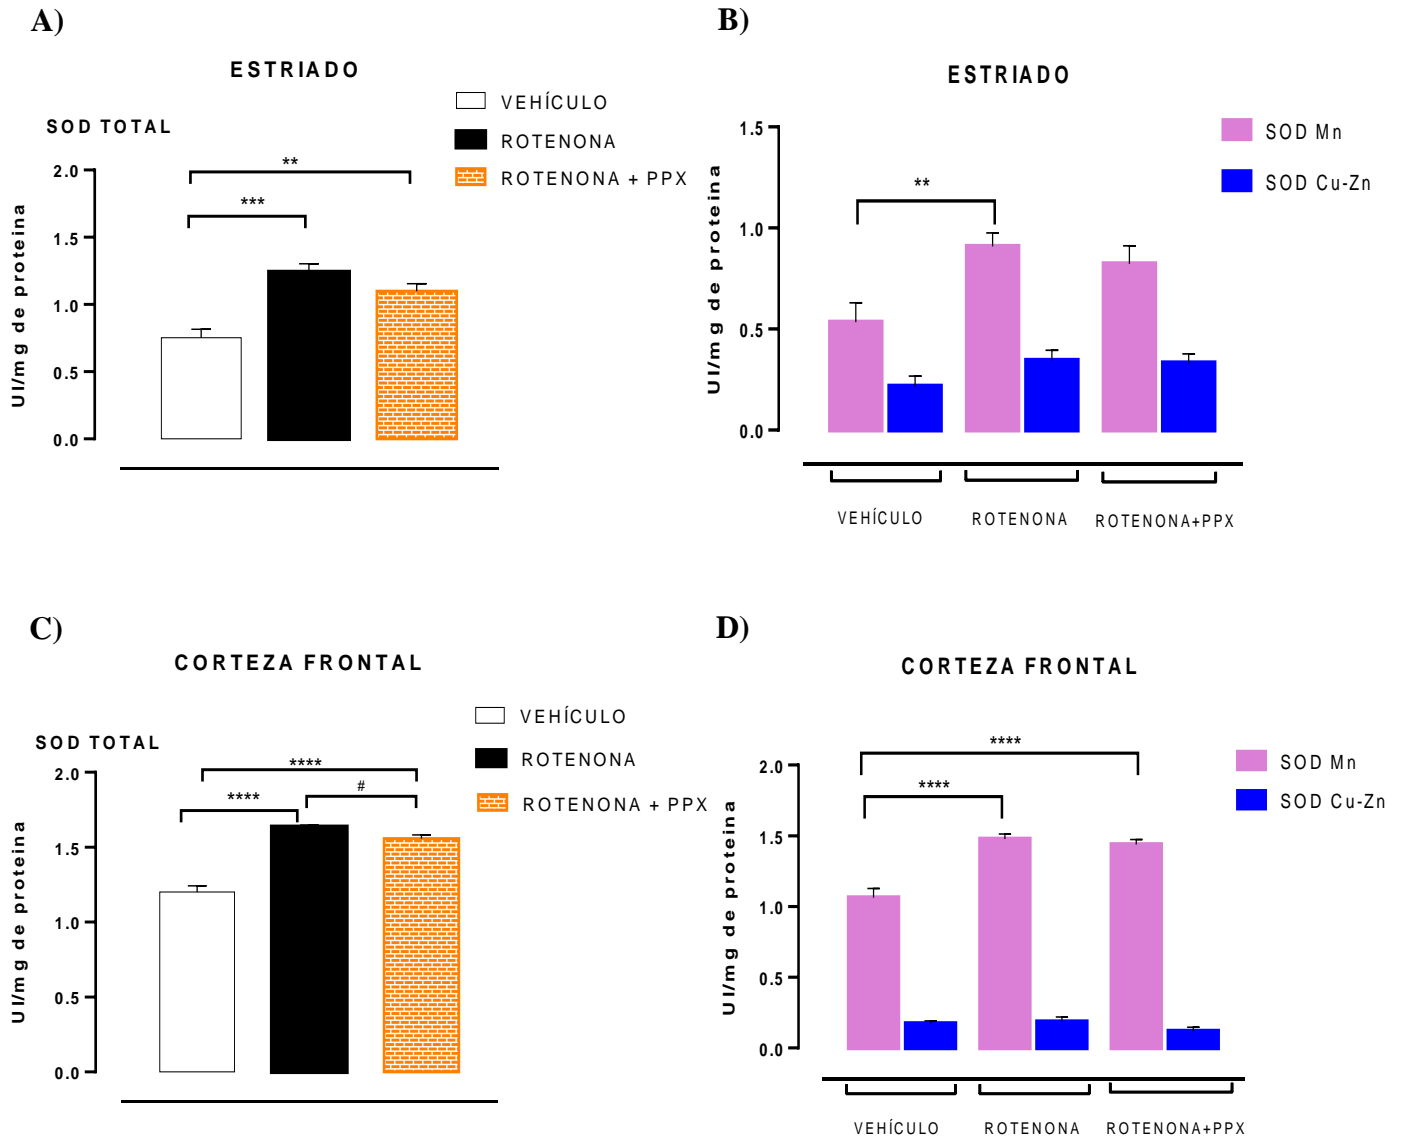 A)
ESTRIADO
SOD TOTAL
VEHÍCULO
ROTENONA
ROTENONA + PPX
UI/mg de proteina
2.0
1.5
1.0
0.5
0.0
**
***
B)
ESTRIADO
SOD Mn
SOD Cu-Zn
UI/mg de proteina
1.5
1.0
0.5
0.0
**
VEHÍCULO
ROTENONA
ROTENONA+PPX
C)
CORTEZA FRONTAL
SOD TOTAL
VEHÍCULO
ROTENONA
ROTENONA + PPX
UI/mg de proteina
2.0
1.5
1.0
0.5
0.0
****
****
#
D)
CORTEZA FRONTAL
SOD Mn
SOD Cu-Zn
UI/mg de proteina
2.0
1.5
1.0
0.5
0.0
****
****
VEHÍCULO
ROTENONA
ROTENONA+PPX